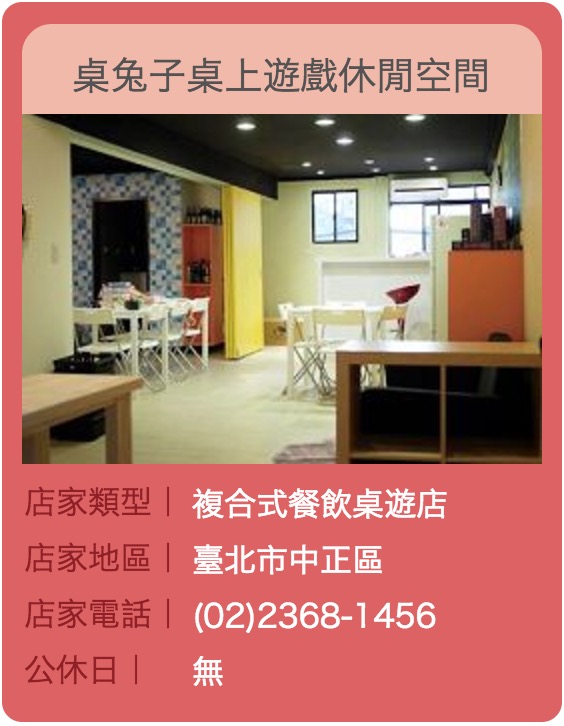 桌兔子桌上遊戲休閒空間
店家類型｜ 複合式餐飲桌遊店
店家地區｜ 臺北市中正區
店家電話｜ (02)2368-1456
公休日｜ 無